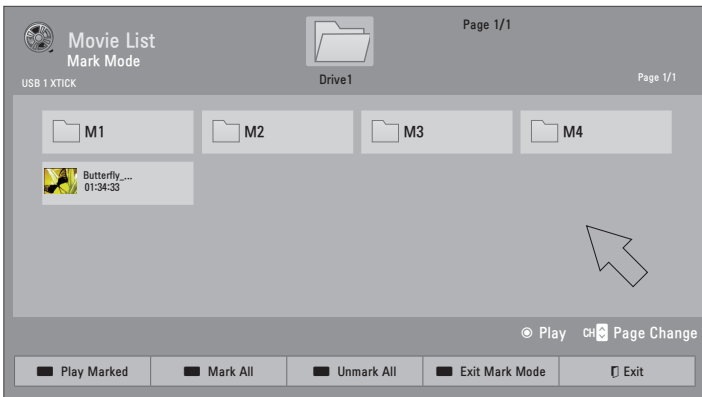 Movie List
Mark Mode
USB 1 XTICK
Drive1
Page 1/1
Page 1/1
M1
M2
M3
M4
Butterfly_...
01:34:33
Play
CH Page Change
Play Marked
Mark All
Unmark All
Exit Mark Mode
Exit